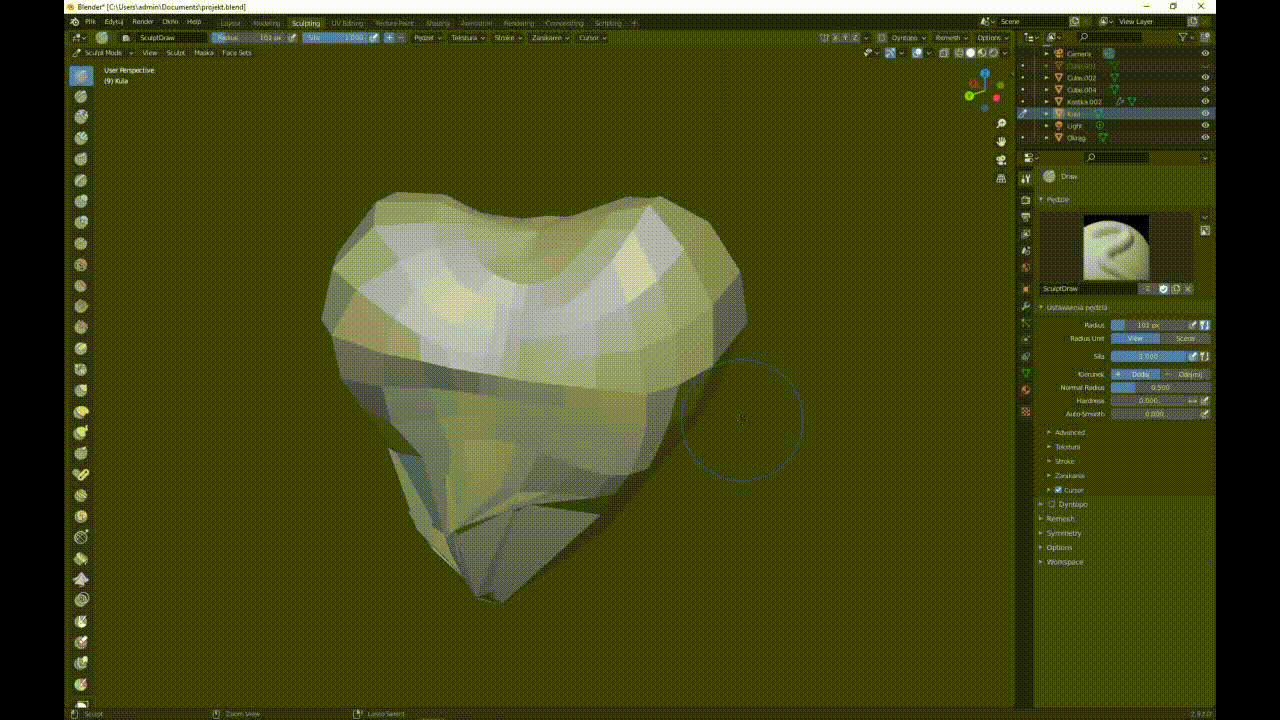 Blender* [C:\Users\admin\Documents\projekt.blend]
Plik Edytuj Render Okno Help Layout Modeling Sculpting UV Editing Texture Paint Shading Animation Rendering Compositing Scripting + Scene View Layer
SculptDraw Radius 101 px Siła 1.000 Pędzel Tekstura Stroke Zanikanie Cursor X Y Z Dyntopo Remesh Options
Sculpt Mode View Sculpt Maska Face Sets
User Perspective
(9) Kula
Camera
Cube.002
Cube.004
Kostka.002
Kula
Light
Okrąg
Draw
Pędzle
SculptDraw
Ustawienia pędzla
Radius 101 px
Radius Unit View Scene
Siła 1.000
Kierunek + Dodaj − Odejmij
Normal Radius 0.500
Hardness 0.000
Auto-Smooth 0.000
Advanced
Tekstura
Stroke
Zanikanie
Cursor
Dyntopo
Remesh
Symmetry
Options
Workspace
Sculpt Zoom View Lasso Select 2.92.0